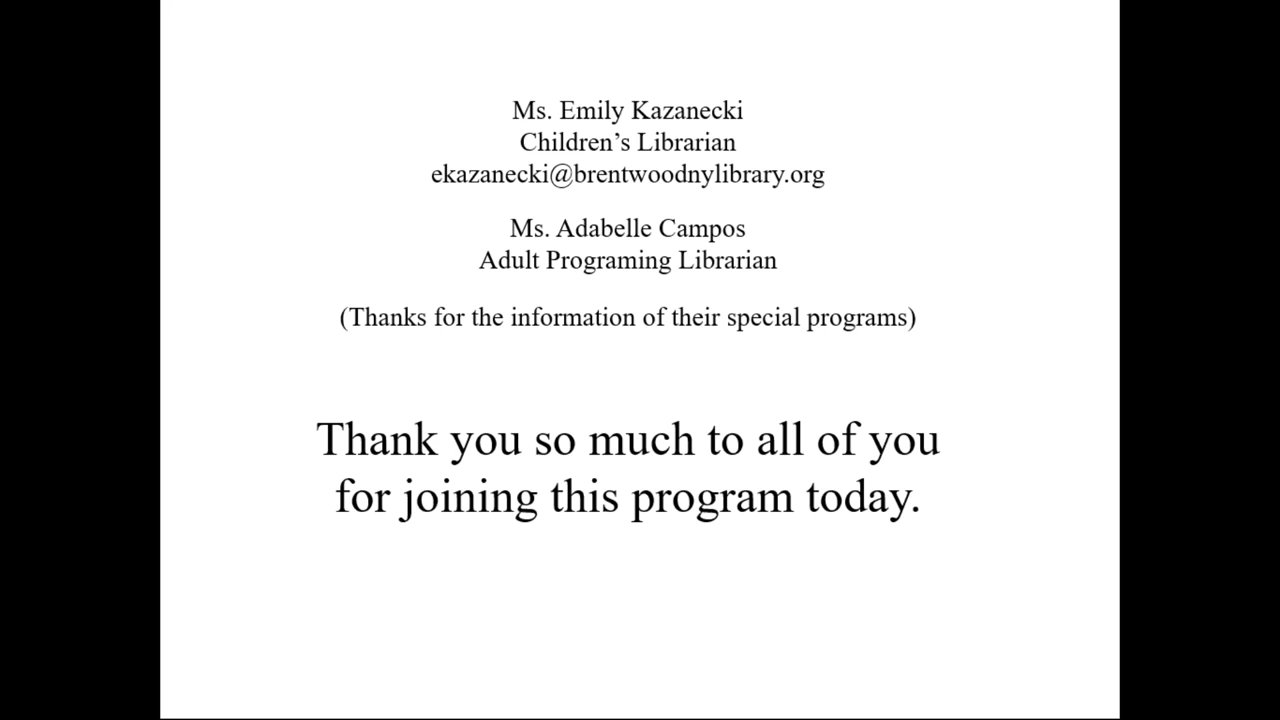 Ms. Emily Kazanecki
Children’s Librarian
ekazanecki@brentwoodnylibrary.org
Ms. Adabelle Campos
Adult Programing Librarian
(Thanks for the information of their special programs)
Thank you so much to all of you
for joining this program today.